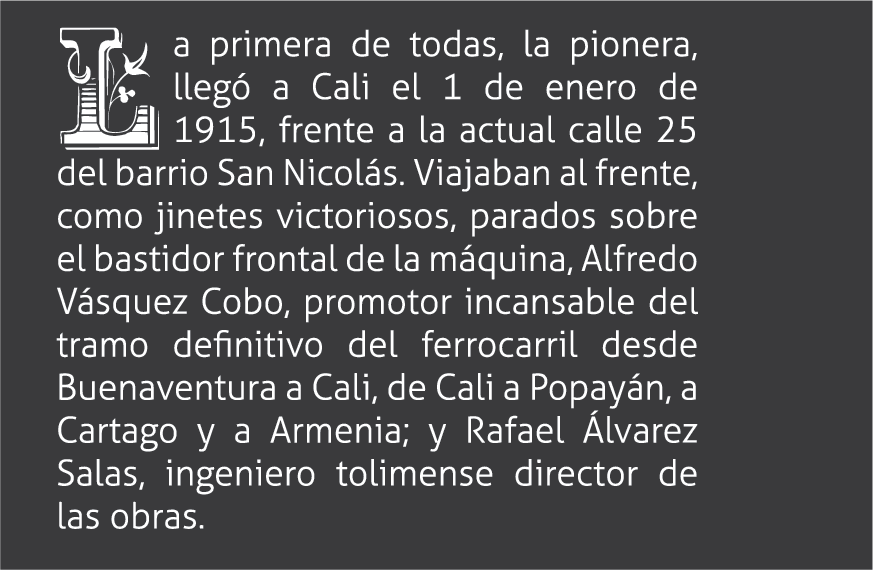 La primera de todas, la pionera,
llegó a Cali el 1 de enero de
1915, frente a la actual calle 25
del barrio San Nicolás. Viajaban al frente,
como jinetes victoriosos, parados sobre
el bastidor frontal de la máquina, Alfredo
Vásquez Cobo, promotor incansable del
tramo definitivo del ferrocarril desde
Buenaventura a Cali, de Cali a Popayán, a
Cartago y a Armenia; y Rafael Álvarez
Salas, ingeniero tolimense director de
las obras.